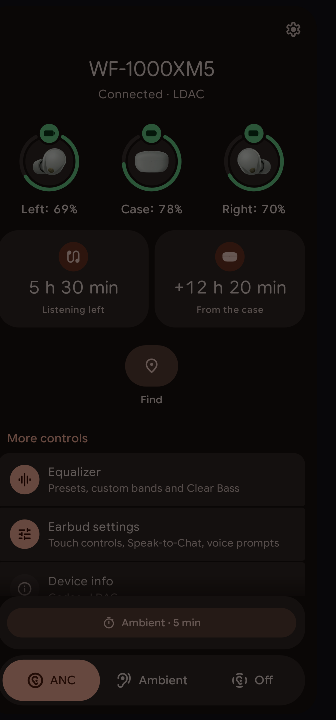 WF-1000XM5
Connected · LDAC
Left: 69%
Case: 78%
Right: 70%
5 h 30 min
Listening left
+12 h 20 min
From the case
Find
More controls
Equalizer
Presets, custom bands and Clear Bass
Earbud settings
Touch controls, Speak-to-Chat, voice prompts
Device info
Ambient · 5 min
ANC
Ambient
Off